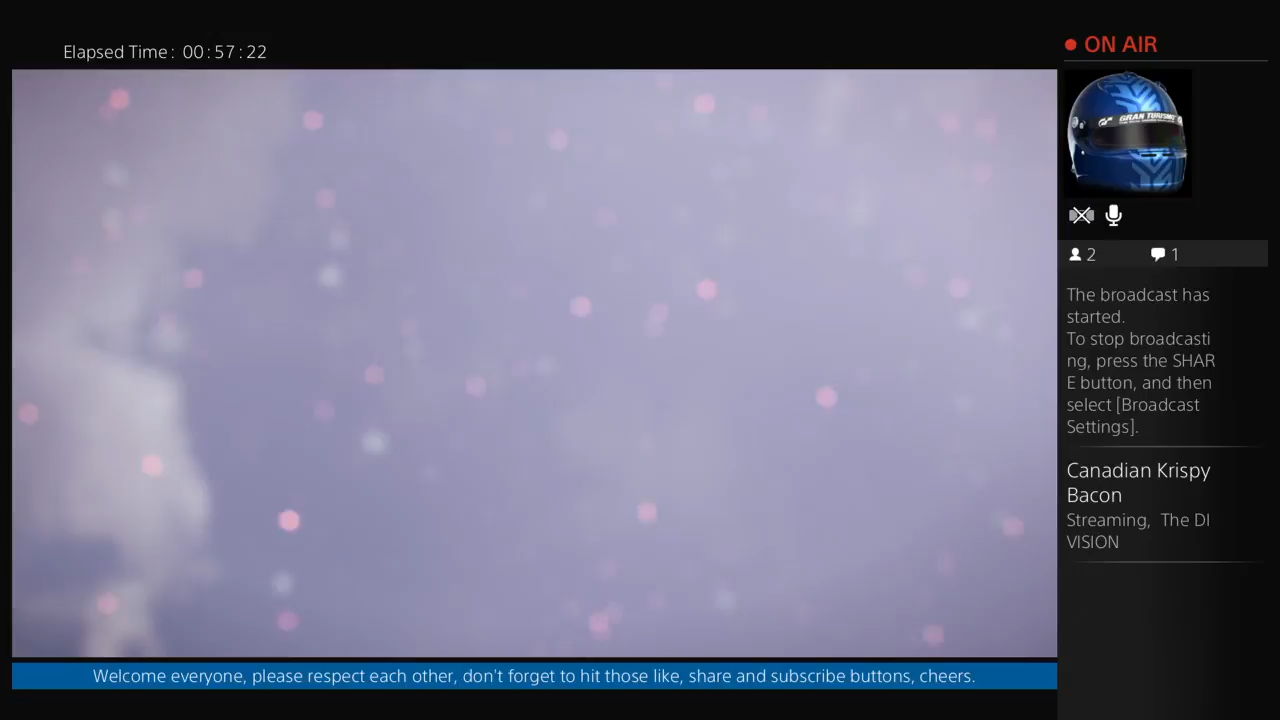 Elapsed Time: 00:57:22
ON AIR
GRAN TURISMO
2
1
The broadcast has
started.
To stop broadcasti
ng, press the SHAR
E button, and then
select [Broadcast
Settings].
Canadian Krispy
Bacon
Streaming, The DI
VISION
Welcome everyone, please respect each other, don't forget to hit those like, share and subscribe buttons, cheers.